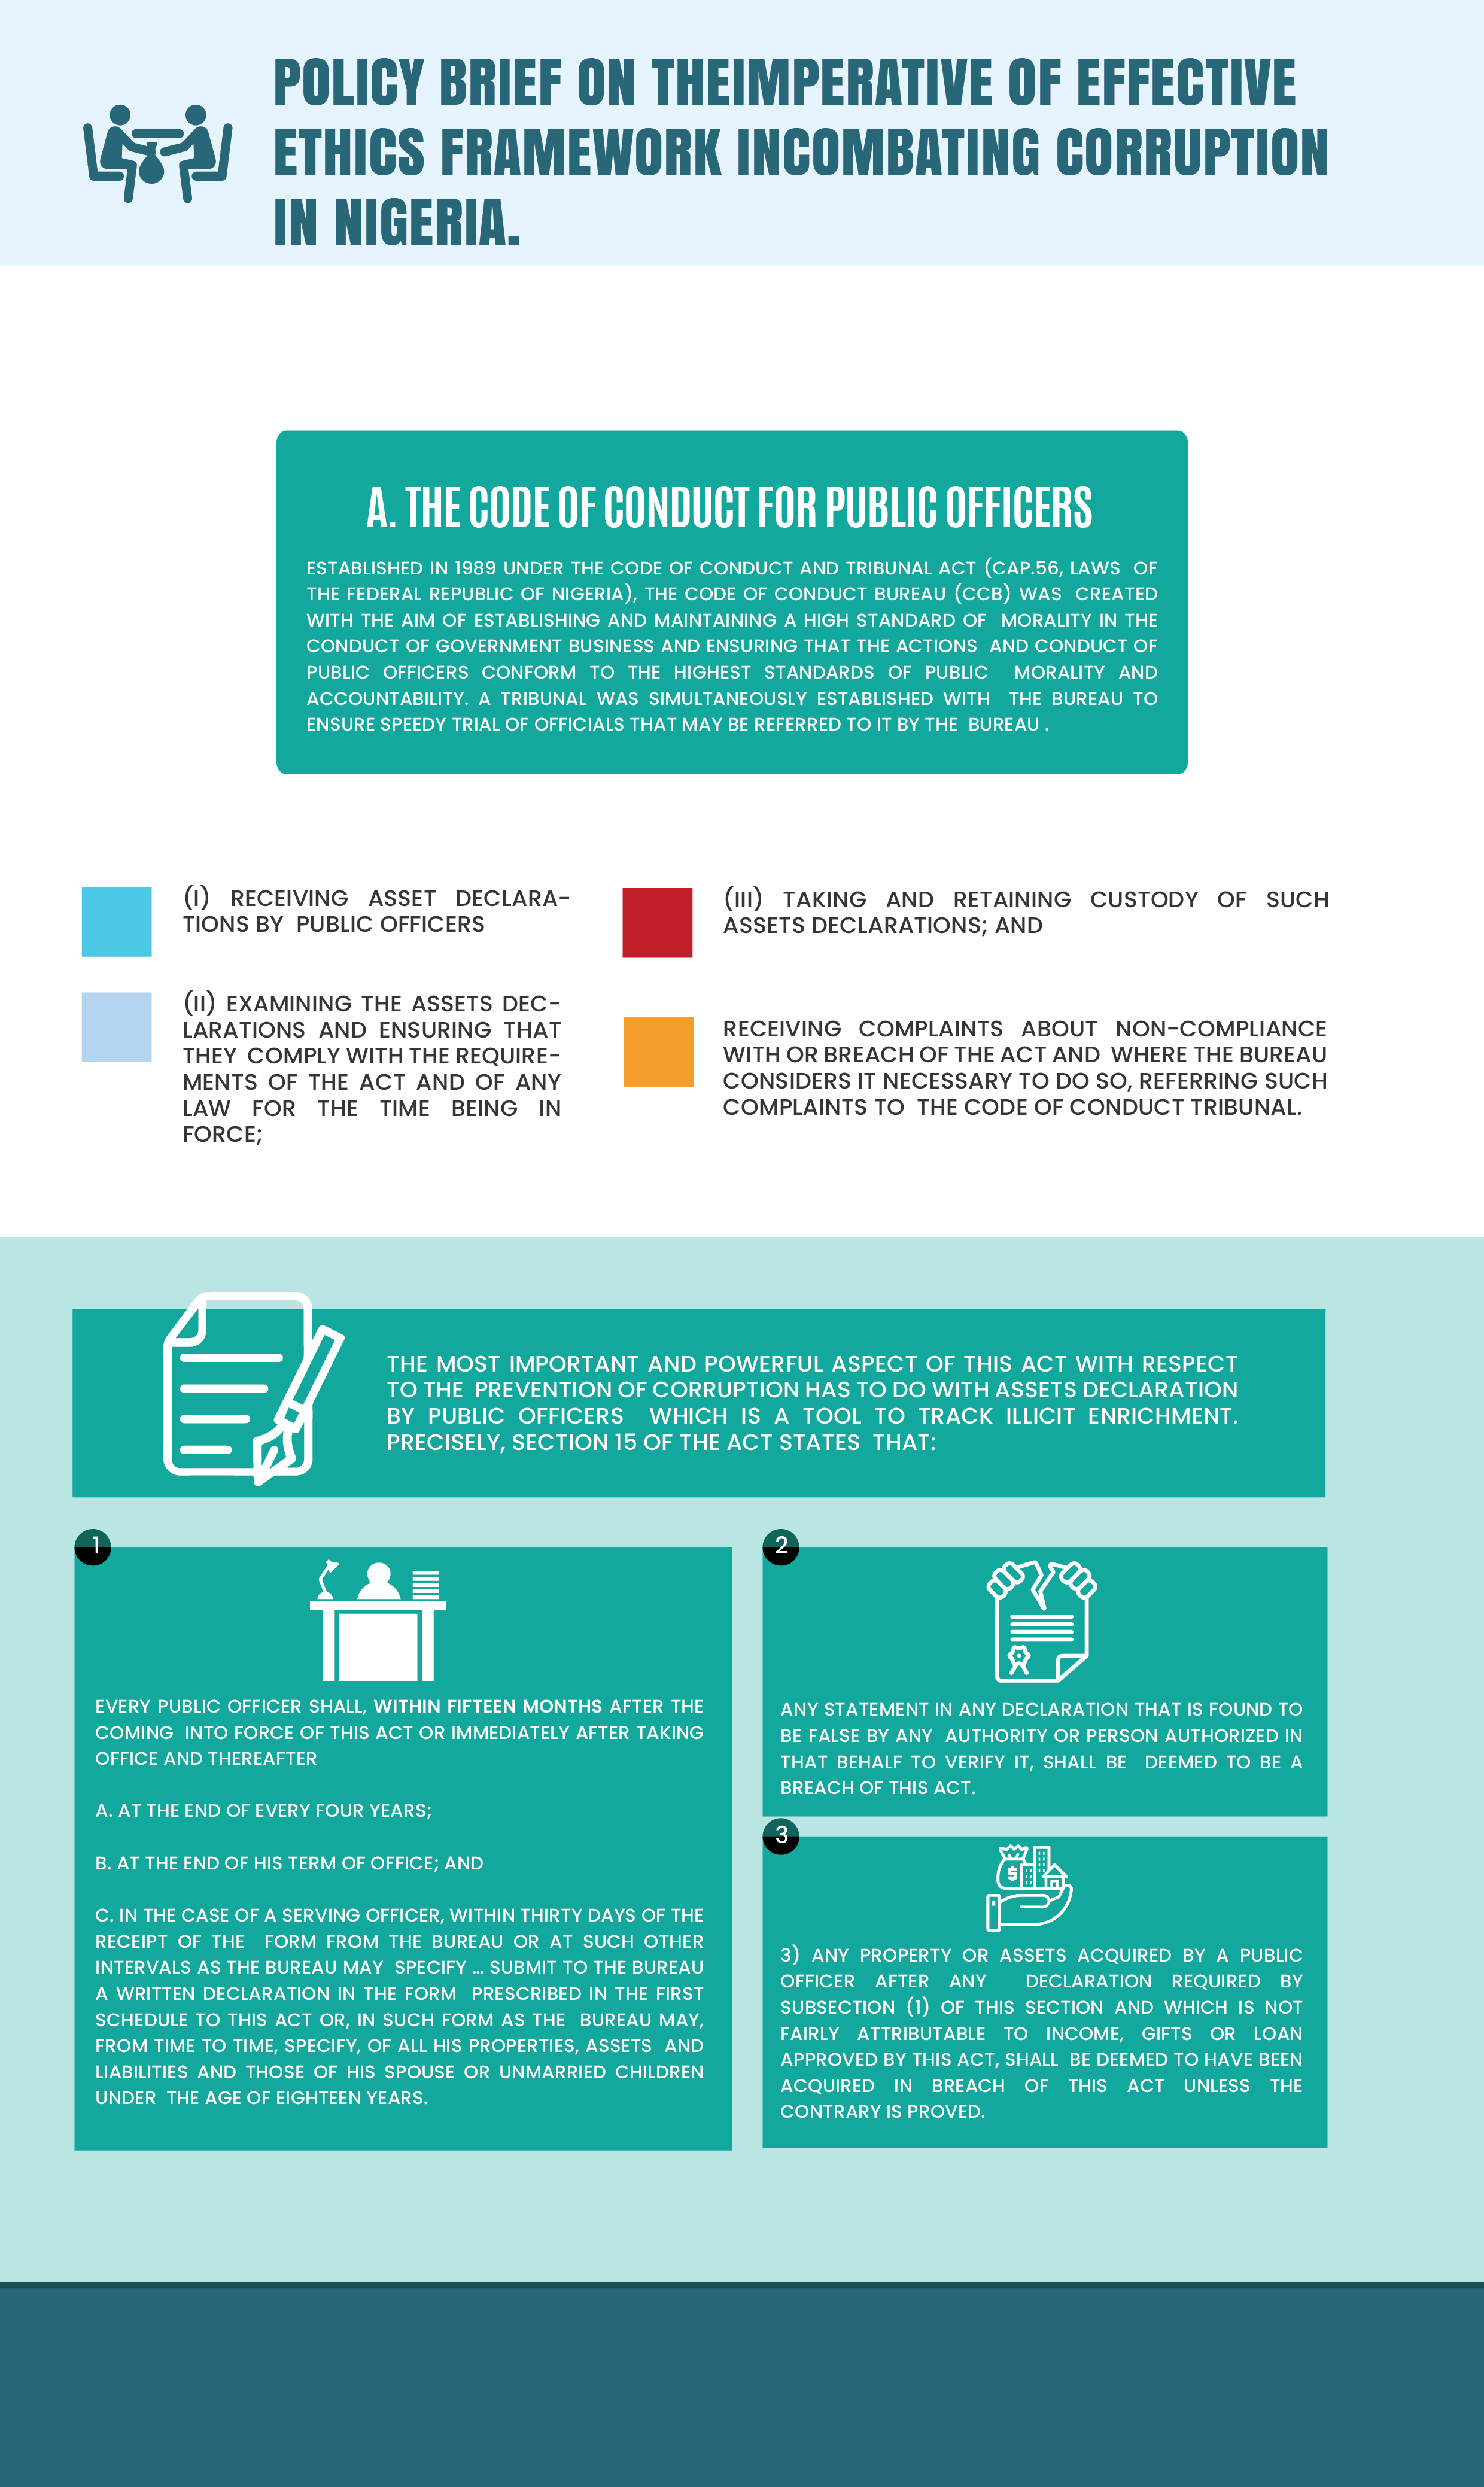 POLICY BRIEF ON THEIMPERATIVE OF EFFECTIVE
ETHICS FRAMEWORK INCOMBATING CORRUPTION
IN NIGERIA.
A. THE CODE OF CONDUCT FOR PUBLIC OFFICERS
ESTABLISHED IN 1989 UNDER THE CODE OF CONDUCT AND TRIBUNAL ACT (CAP.56, LAWS OF
THE FEDERAL REPUBLIC OF NIGERIA), THE CODE OF CONDUCT BUREAU (CCB) WAS CREATED
WITH THE AIM OF ESTABLISHING AND MAINTAINING A HIGH STANDARD OF MORALITY IN THE
CONDUCT OF GOVERNMENT BUSINESS AND ENSURING THAT THE ACTIONS AND CONDUCT OF
PUBLIC OFFICERS CONFORM TO THE HIGHEST STANDARDS OF PUBLIC MORALITY AND
ACCOUNTABILITY. A TRIBUNAL WAS SIMULTANEOUSLY ESTABLISHED WITH THE BUREAU TO
ENSURE SPEEDY TRIAL OF OFFICIALS THAT MAY BE REFERRED TO IT BY THE BUREAU .
(I) RECEIVING ASSET DECLARA-
TIONS BY PUBLIC OFFICERS
(II) EXAMINING THE ASSETS DEC-
LARATIONS AND ENSURING THAT
THEY COMPLY WITH THE REQUIRE-
MENTS OF THE ACT AND OF ANY
LAW FOR THE TIME BEING IN
FORCE;
(III) TAKING AND RETAINING CUSTODY OF SUCH
ASSETS DECLARATIONS; AND
RECEIVING COMPLAINTS ABOUT NON-COMPLIANCE
WITH OR BREACH OF THE ACT AND WHERE THE BUREAU
CONSIDERS IT NECESSARY TO DO SO, REFERRING SUCH
COMPLAINTS TO THE CODE OF CONDUCT TRIBUNAL.
THE MOST IMPORTANT AND POWERFUL ASPECT OF THIS ACT WITH RESPECT
TO THE PREVENTION OF CORRUPTION HAS TO DO WITH ASSETS DECLARATION
BY PUBLIC OFFICERS WHICH IS A TOOL TO TRACK ILLICIT ENRICHMENT.
PRECISELY, SECTION 15 OF THE ACT STATES THAT:
1
EVERY PUBLIC OFFICER SHALL, WITHIN FIFTEEN MONTHS AFTER THE
COMING INTO FORCE OF THIS ACT OR IMMEDIATELY AFTER TAKING
OFFICE AND THEREAFTER
A. AT THE END OF EVERY FOUR YEARS;
B. AT THE END OF HIS TERM OF OFFICE; AND
C. IN THE CASE OF A SERVING OFFICER, WITHIN THIRTY DAYS OF THE
RECEIPT OF THE FORM FROM THE BUREAU OR AT SUCH OTHER
INTERVALS AS THE BUREAU MAY SPECIFY ... SUBMIT TO THE BUREAU
A WRITTEN DECLARATION IN THE FORM PRESCRIBED IN THE FIRST
SCHEDULE TO THIS ACT OR, IN SUCH FORM AS THE BUREAU MAY,
FROM TIME TO TIME, SPECIFY, OF ALL HIS PROPERTIES, ASSETS AND
LIABILITIES AND THOSE OF HIS SPOUSE OR UNMARRIED CHILDREN
UNDER THE AGE OF EIGHTEEN YEARS.
2
ANY STATEMENT IN ANY DECLARATION THAT IS FOUND TO
BE FALSE BY ANY AUTHORITY OR PERSON AUTHORIZED IN
THAT BEHALF TO VERIFY IT, SHALL BE DEEMED TO BE A
BREACH OF THIS ACT.
3
$
3) ANY PROPERTY OR ASSETS ACQUIRED BY A PUBLIC
OFFICER AFTER ANY DECLARATION REQUIRED BY
SUBSECTION (1) OF THIS SECTION AND WHICH IS NOT
FAIRLY ATTRIBUTABLE TO INCOME, GIFTS OR LOAN
APPROVED BY THIS ACT, SHALL BE DEEMED TO HAVE BEEN
ACQUIRED IN BREACH OF THIS ACT UNLESS THE
CONTRARY IS PROVED.